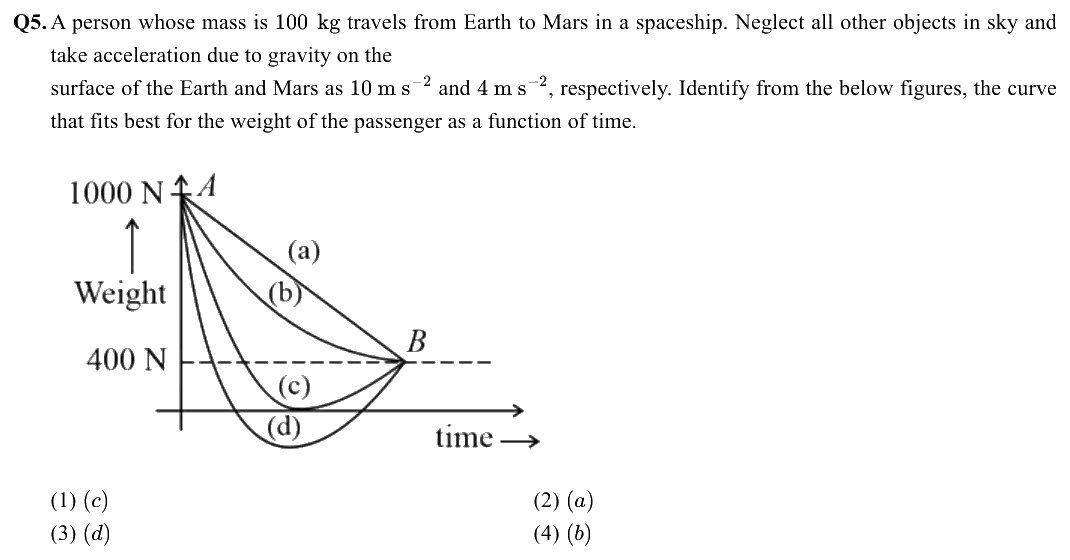 Q5. A person whose mass is 100 kg travels from Earth to Mars in a spaceship. Neglect all other objects in sky and
take acceleration due to gravity on the
surface of the Earth and Mars as 10 m s⁻² and 4 m s⁻², respectively. Identify from the below figures, the curve
that fits best for the weight of the passenger as a function of time.
1000 N A
(a)
Weight (b)
B
400 N
(c)
(d)
time
(1) (c) (2) (a)
(3) (d) (4) (b)